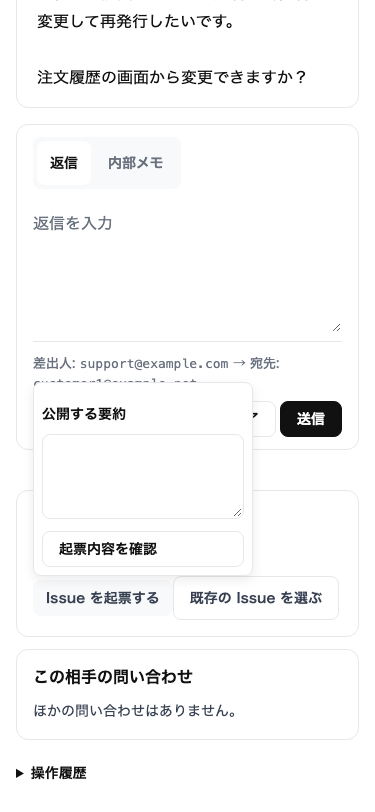 変更して再発行したいです。
注文履歴の画面から変更できますか？
返信
内部メモ
返信を入力
差出人: support@example.com → 宛先:
公開する要約
送信
起票内容を確認
Issue を起票する
既存の Issue を選ぶ
この相手の問い合わせ
ほかの問い合わせはありません。
▶ 操作履歴